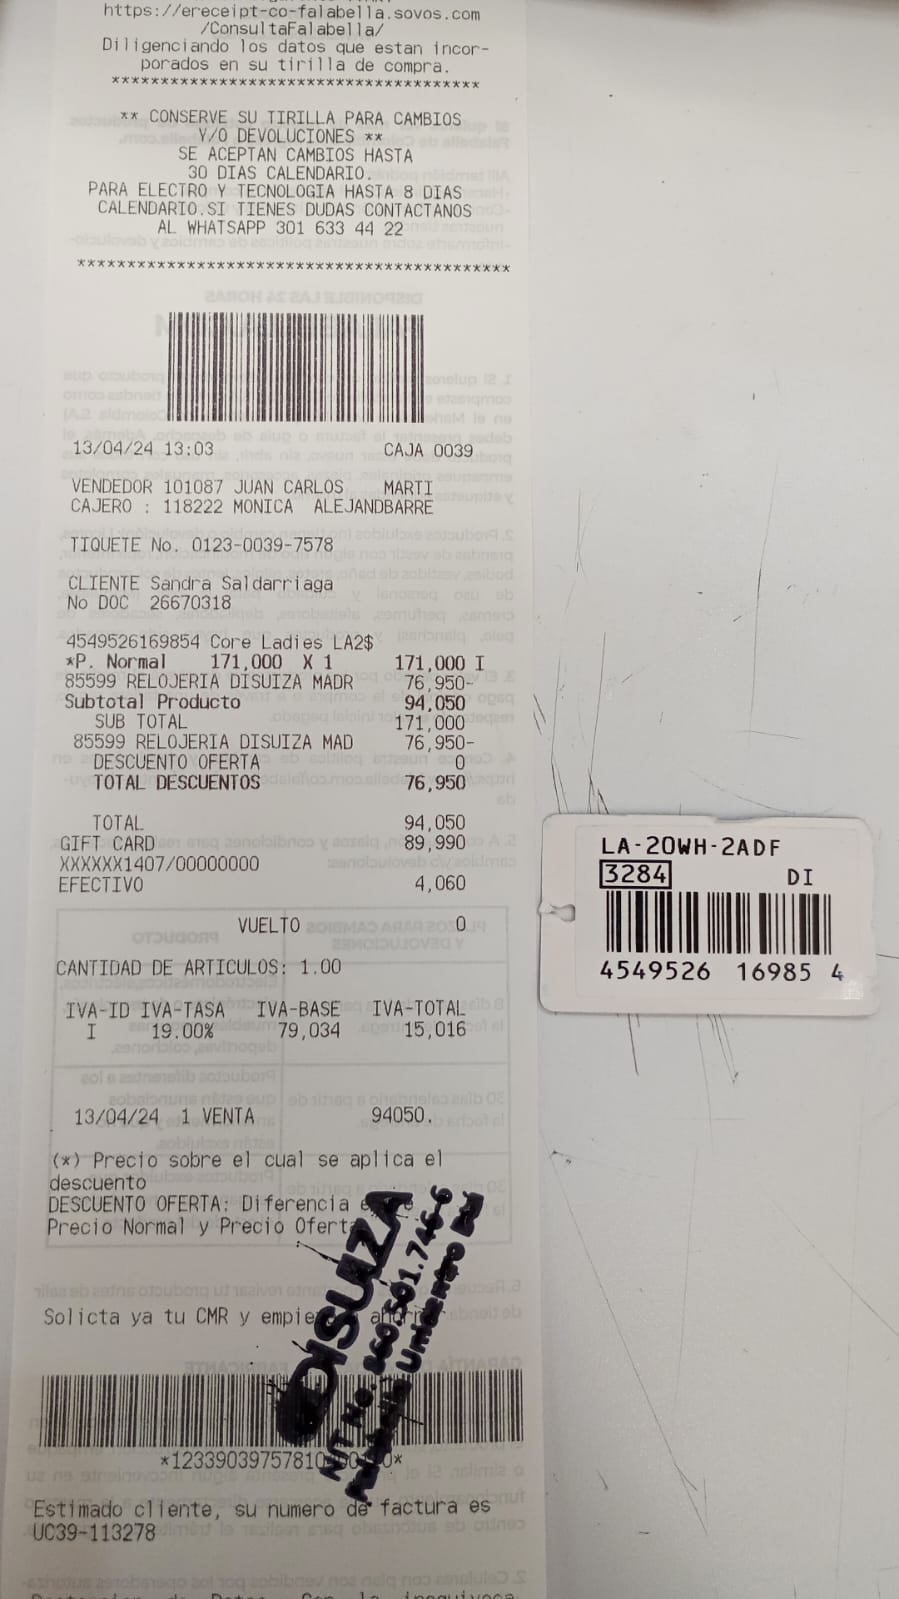 https://ereceipt-co-falabella.sovos.com
/ConsultaFalabella/
Diligenciando los datos que estan incor-
porados en su tirilla de compra.
****************************************
** CONSERVE SU TIRILLA PARA CAMBIOS
Y/O DEVOLUCIONES **
SE ACEPTAN CAMBIOS HASTA
30 DIAS CALENDARIO.
PARA ELECTRO Y TECNOLOGIA HASTA 8 DIAS
CALENDARIO.SI TIENES DUDAS CONTACTANOS
AL WHATSAPP 301 633 44 22
********************************************
13/04/24 13:03 CAJA 0039
VENDEDOR 101087 JUAN CARLOS MARTI
CAJERO : 118222 MONICA ALEJANDBARRE
TIQUETE No. 0123-0039-7578
CLIENTE Sandra Saldarriaga
No DOC 26670318
4549526169854 Core Ladies LA2$
*P. Normal 171,000 X 1 171,000 I
85599 RELOJERIA DISUIZA MADR 76,950-
Subtotal Producto 94,050
SUB TOTAL 171,000
85599 RELOJERIA DISUIZA MAD 76,950-
DESCUENTO OFERTA 0
TOTAL DESCUENTOS 76,950
TOTAL 94,050
GIFT CARD 89,990
XXXXXX1407/00000000
EFECTIVO 4,060
VUELTO 0
CANTIDAD DE ARTICULOS: 1.00
IVA-ID IVA-TASA IVA-BASE IVA-TOTAL
I 19.00% 79,034 15,016
13/04/24 1 VENTA 94050.
(*) Precio sobre el cual se aplica el
descuento
DESCUENTO OFERTA: Diferencia
Precio Normal y Precio Oferta
Solicta ya tu CMR y
Estimado cliente, su numero de factura es
UC39-113278
DISUIZA
NIT No. 860.501.746-6
LA-20WH-2ADF
3284 DI
4549526 16985 4